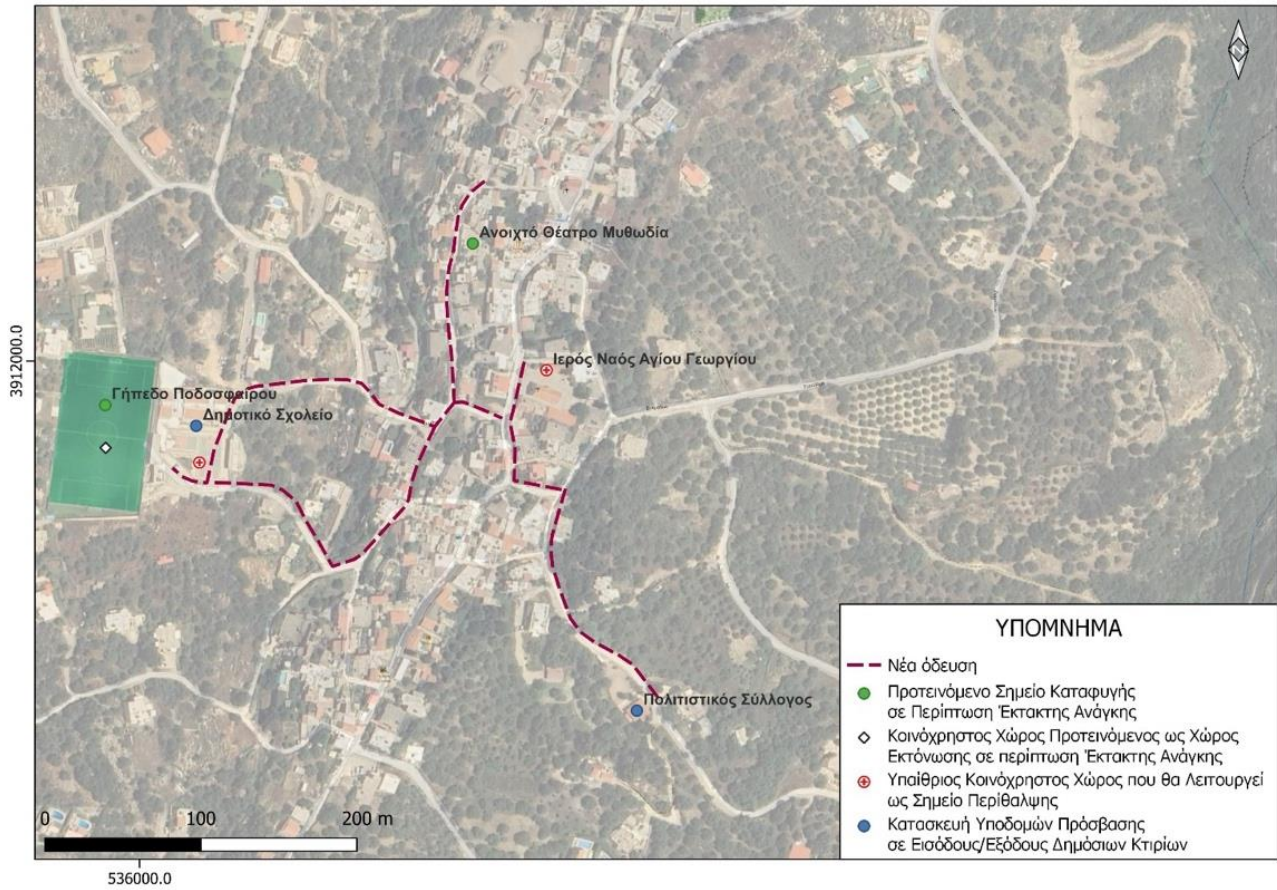 N
Ανοιχτό Θέατρο Μυθωδία
Ιερός Ναός Αγίου Γεωργίου
3912000.0
Γήπεδο Ποδοσφαίρου
Δημοτικό Σχολείο
Πολιτιστικός Σύλλογος
ΥΠΟΜΝΗΜΑ
Νέα όδευση
Προτεινόμενο Σημείο Καταφυγής
σε Περίπτωση Έκτακτης Ανάγκης
Κοινόχρηστος Χώρος Προτεινόμενος ως Χώρος
Εκτόνωσης σε περίπτωση Έκτακτης Ανάγκης
Υπαίθριος Κοινόχρηστος Χώρος που θα Λειτουργεί
ως Σημείο Περίθαλψης
Κατασκευή Υποδομών Πρόσβασης
σε Εισόδους/Εξόδους Δημόσιων Κτιρίων
0 100 200 m
536000.0